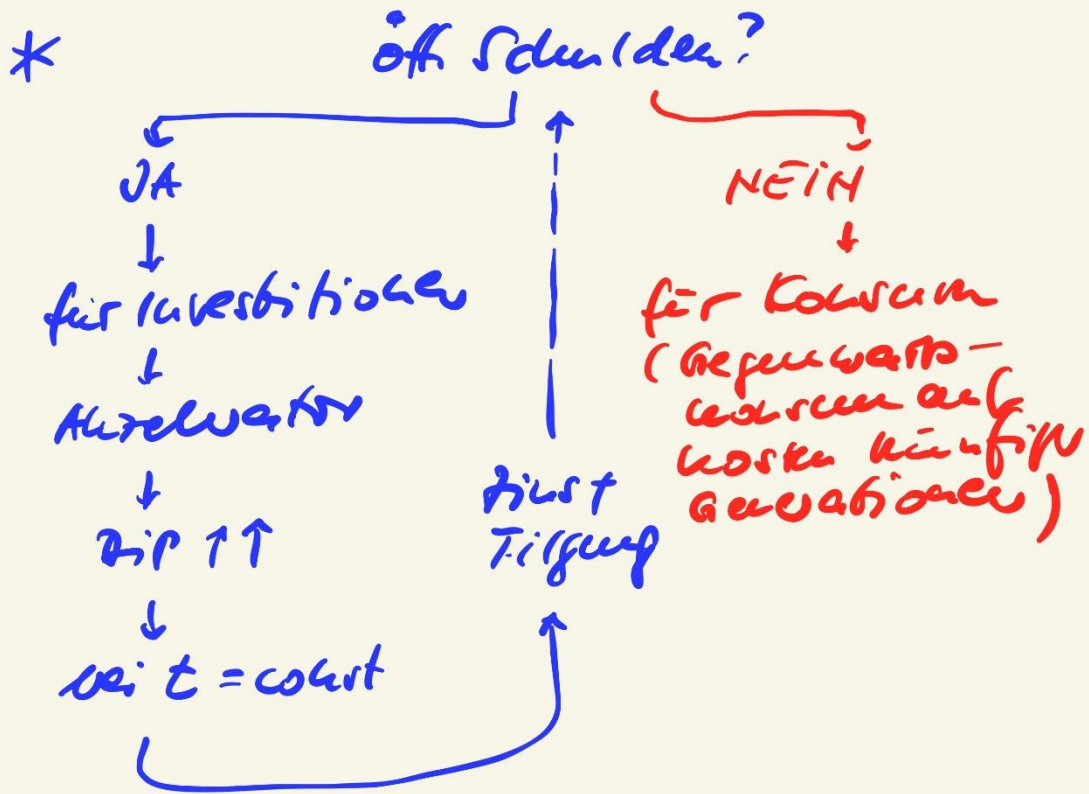 *
öff. Schulden?
JA
für Investitionen
Akzelerator
BIP ↑↑
bei t = const
Zins +
Tilgung
NEIN
für Konsum
(Gegenwarts-
konsum auf
Kosten künftiger
Generationen)